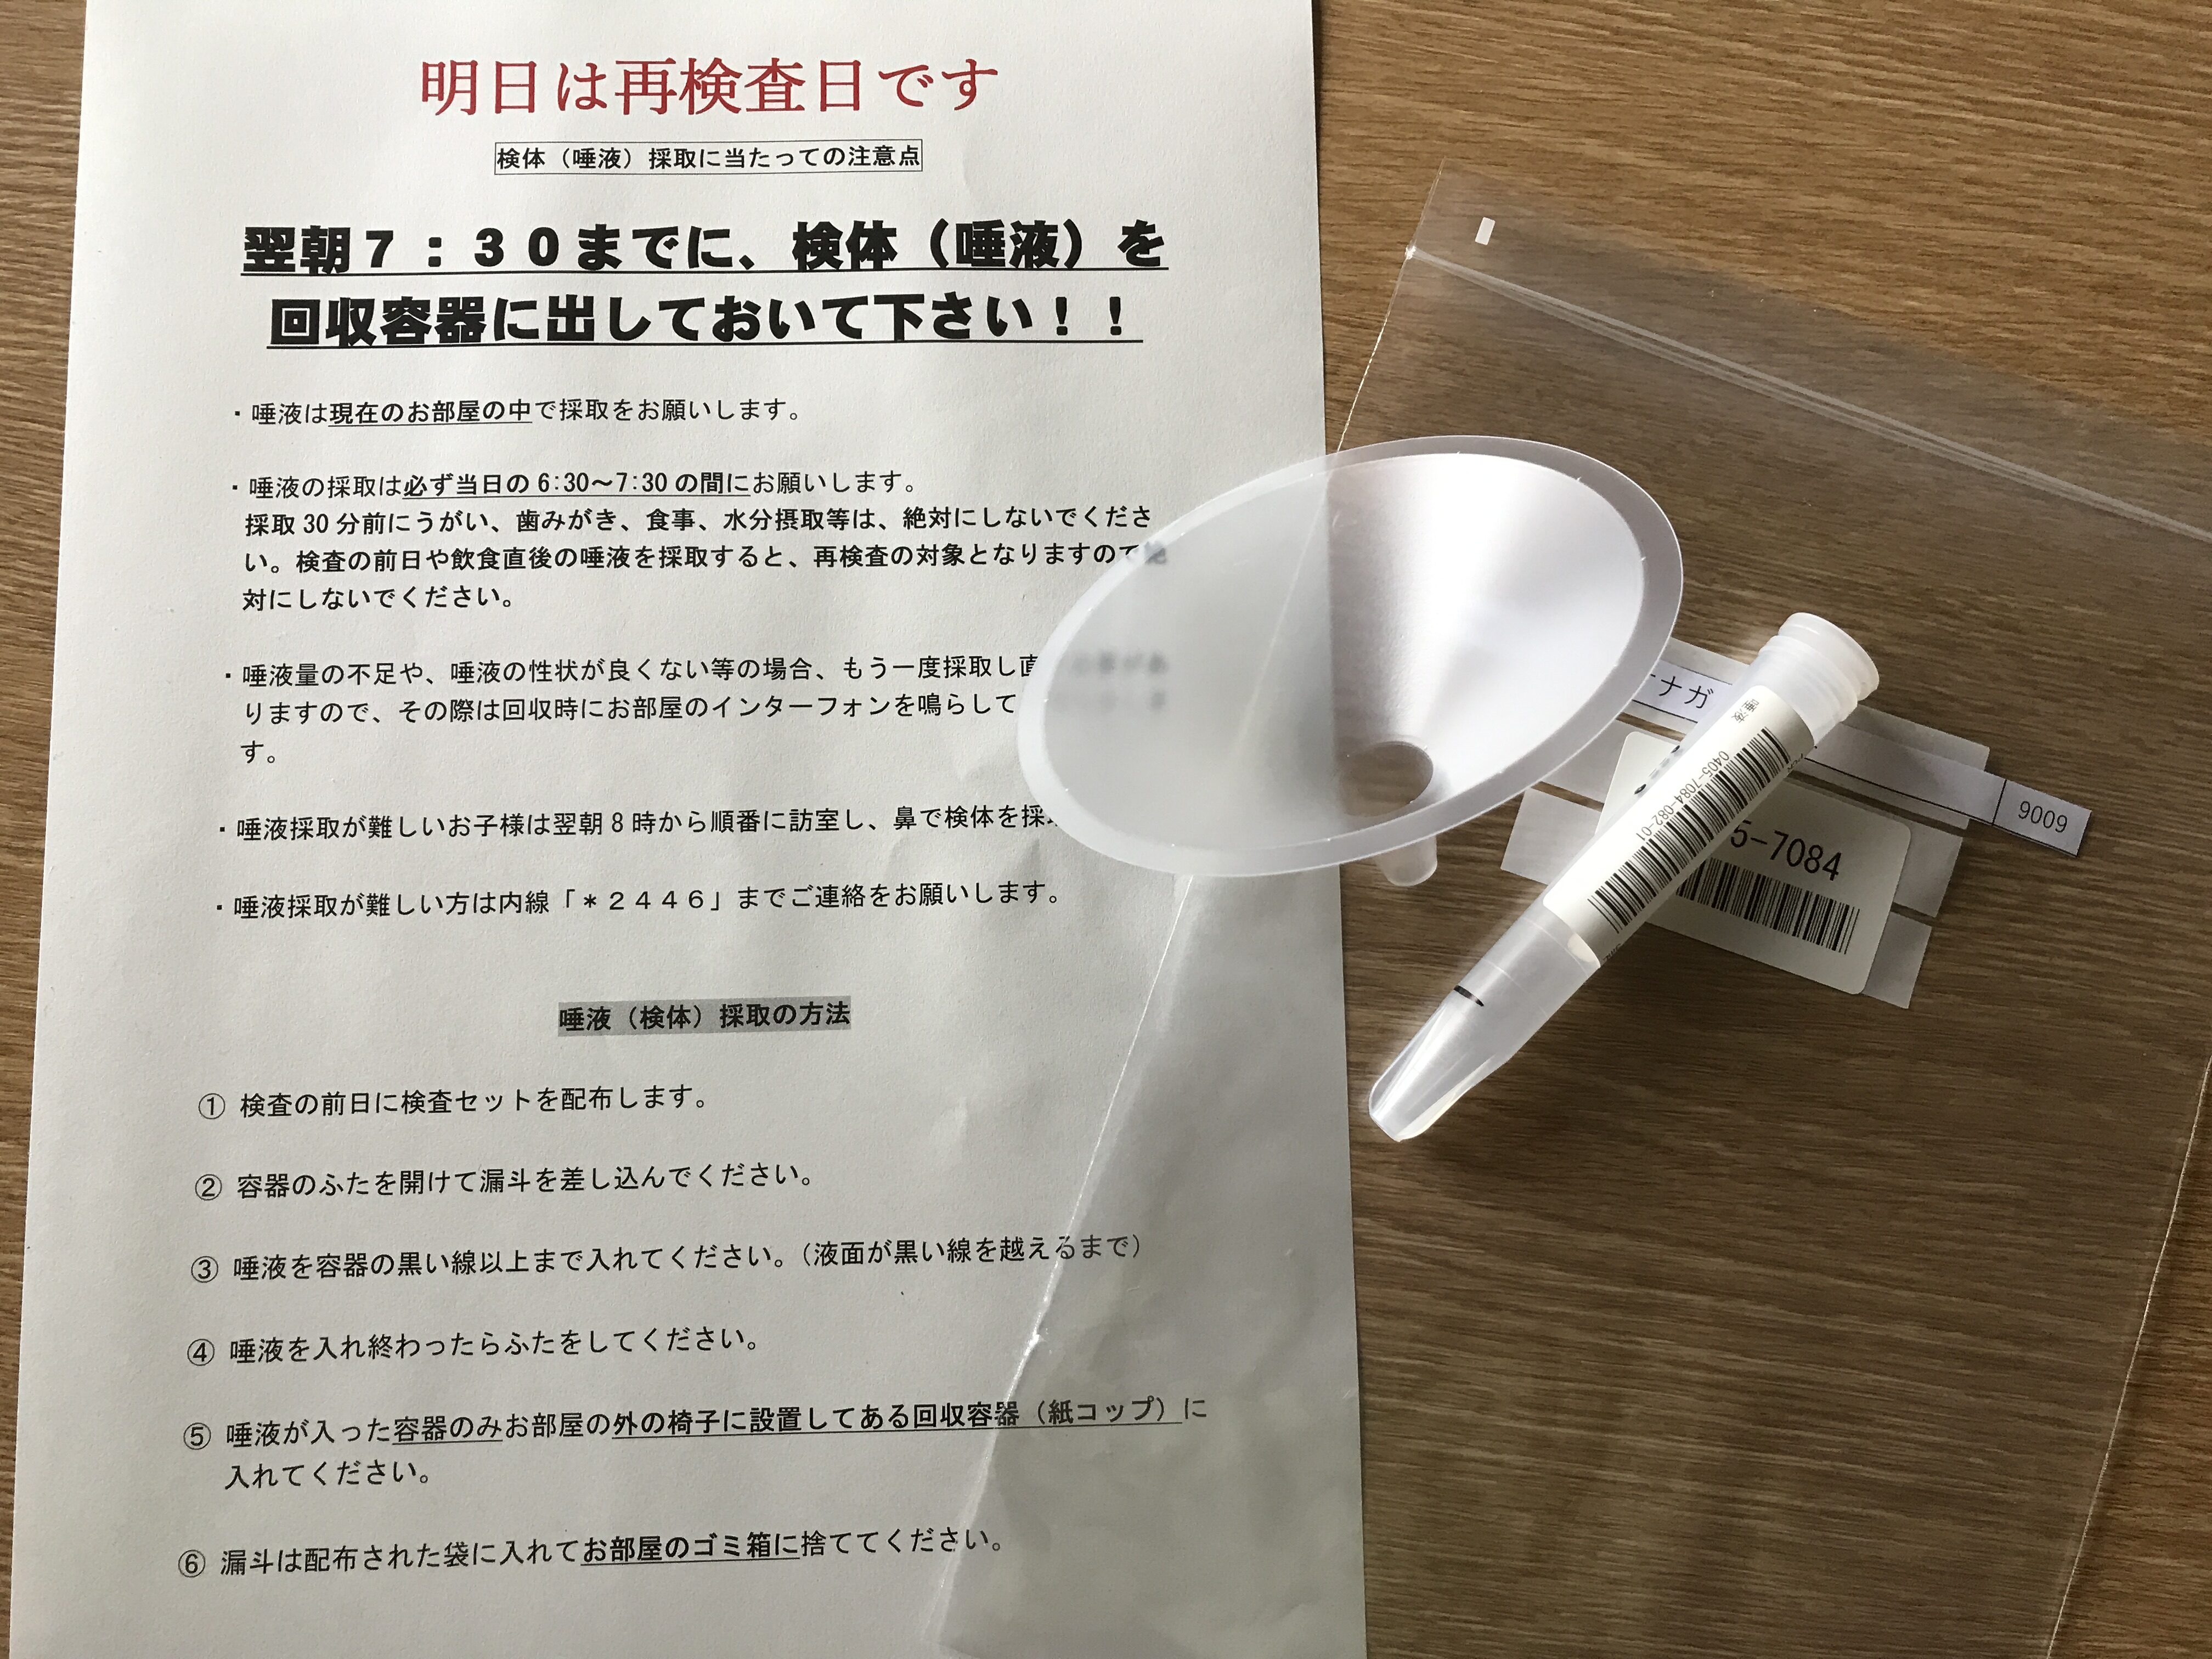 明日は再検査日です
検体（唾液）採取に当たっての注意点
翌朝７：３０までに、検体（唾液）を
回収容器に出しておいて下さい！！
・唾液は現在のお部屋の中で採取をお願いします。
・唾液の採取は必ず当日の 6:30～7:30 の間にお願いします。
採取 30 分前にうがい、歯みがき、食事、水分摂取等は、絶対にしないでくださ
い。検査の前日や飲食直後の唾液を採取すると、再検査の対象となりますので絶
対にしないでください。
・唾液量の不足や、唾液の性状が良くない等の場合、もう一度採取し直
りますので、その際は回収時にお部屋のインターフォンを鳴らして
す。
・唾液採取が難しいお子様は翌朝 8 時から順番に訪室し、鼻で検体を採
・唾液採取が難しい方は内線「＊２４４６」までご連絡をお願いします。
唾液（検体）採取の方法
① 検査の前日に検査セットを配布します。
② 容器のふたを開けて漏斗を差し込んでください。
③ 唾液を容器の黒い線以上まで入れてください。（液面が黒い線を越えるまで）
④ 唾液を入れ終わったらふたをしてください。
⑤ 唾液が入った容器のみお部屋の外の椅子に設置してある回収容器（紙コップ）に
入れてください。
⑥ 漏斗は配布された袋に入れてお部屋のゴミ箱に捨ててください。
ナガ
9009
唾液
0405-7084-082-01
5-7084